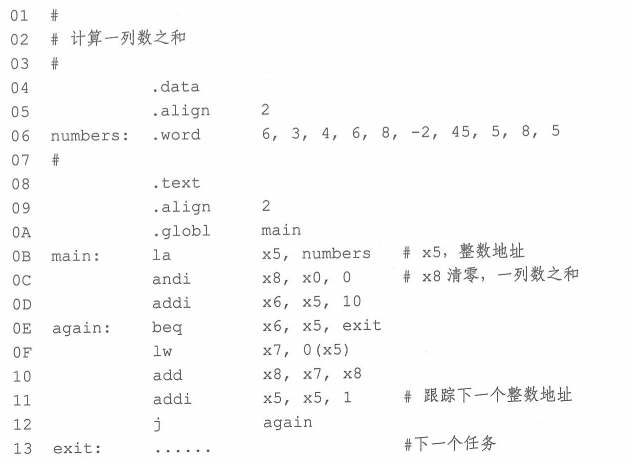 01 #
02 # 计算一列数之和
03 #
04 .data
05 .align 2
06 numbers: .word 6, 3, 4, 6, 8, -2, 45, 5, 8, 5
07 #
08 .text
09 .align 2
0A .globl main
0B main: la x5, numbers # x5，整数地址
0C andi x8, x0, 0 # x8 清零，一列数之和
0D addi x6, x5, 10
0E again: beq x6, x5, exit
0F lw x7, 0(x5)
10 add x8, x7, x8
11 addi x5, x5, 1 # 跟踪下一个整数地址
12 j again
13 exit: ...... #下一个任务